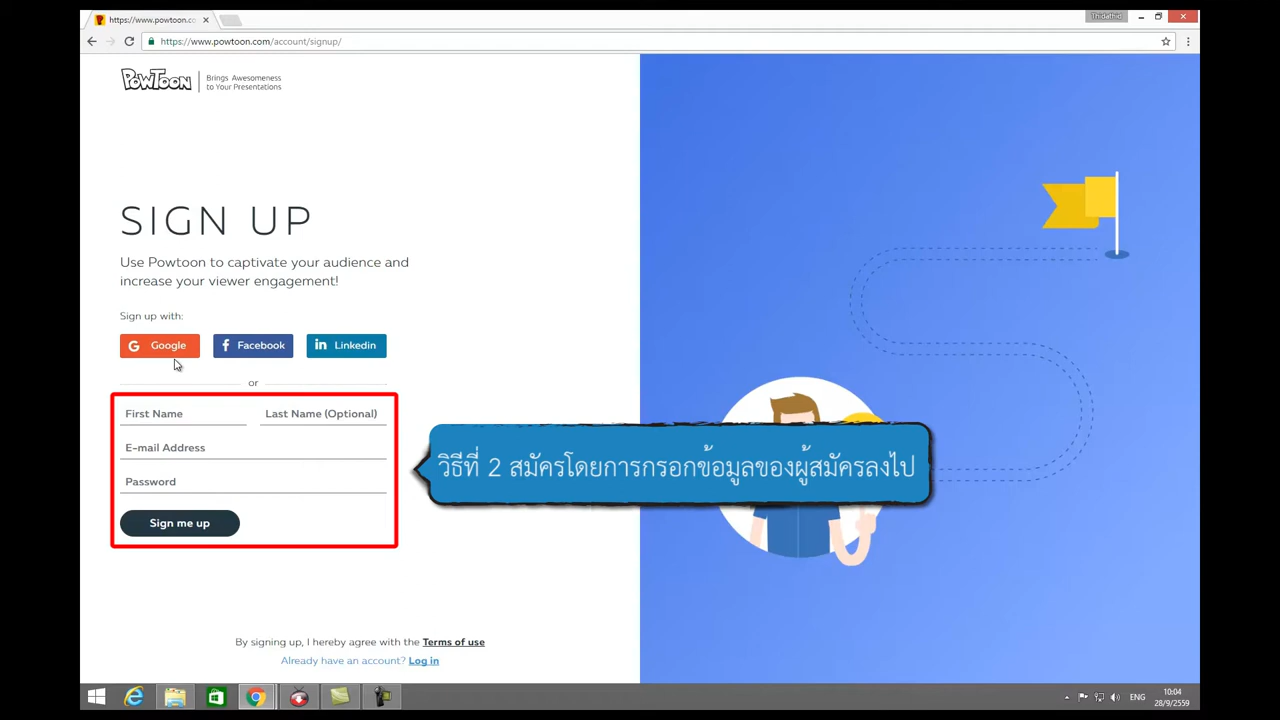 https://www.powtoon.co
Tridathic
https://www.powtoon.com/account/signup/
PowToon
Brings Awesomeness
to Your Presentations
SIGN UP
Use Powtoon to captivate your audience and
increase your viewer engagement!
Sign up with:
Google
Facebook
Linkedin
or
First Name
Last Name (Optional)
E-mail Address
Password
Sign me up
วิธีที่ 2 สมัครโดยการกรอกข้อมูลของผู้สมัครลงไป
By signing up, I hereby agree with the Terms of use
Already have an account? Log in
ENG
10:04
28/9/2559